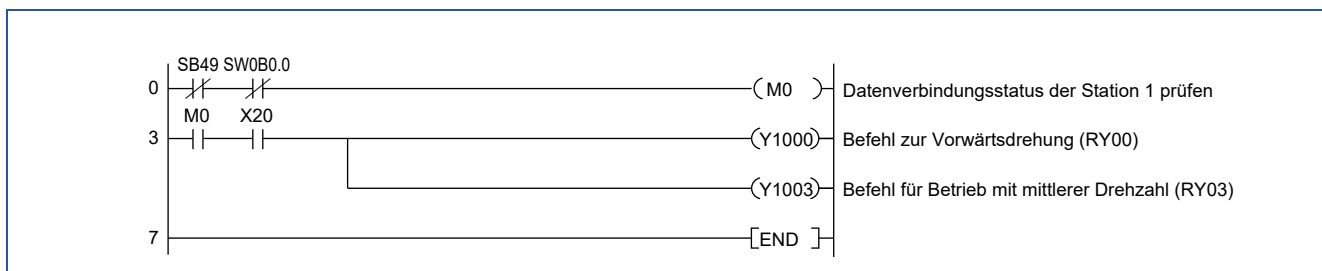 SB49 SW0B0.0
0 M0 Datenverbindungsstatus der Station 1 prüfen
M0 X20
3 Y1000 Befehl zur Vorwärtsdrehung (RY00)
Y1003 Befehl für Betrieb mit mittlerer Drehzahl (RY03)
7 END